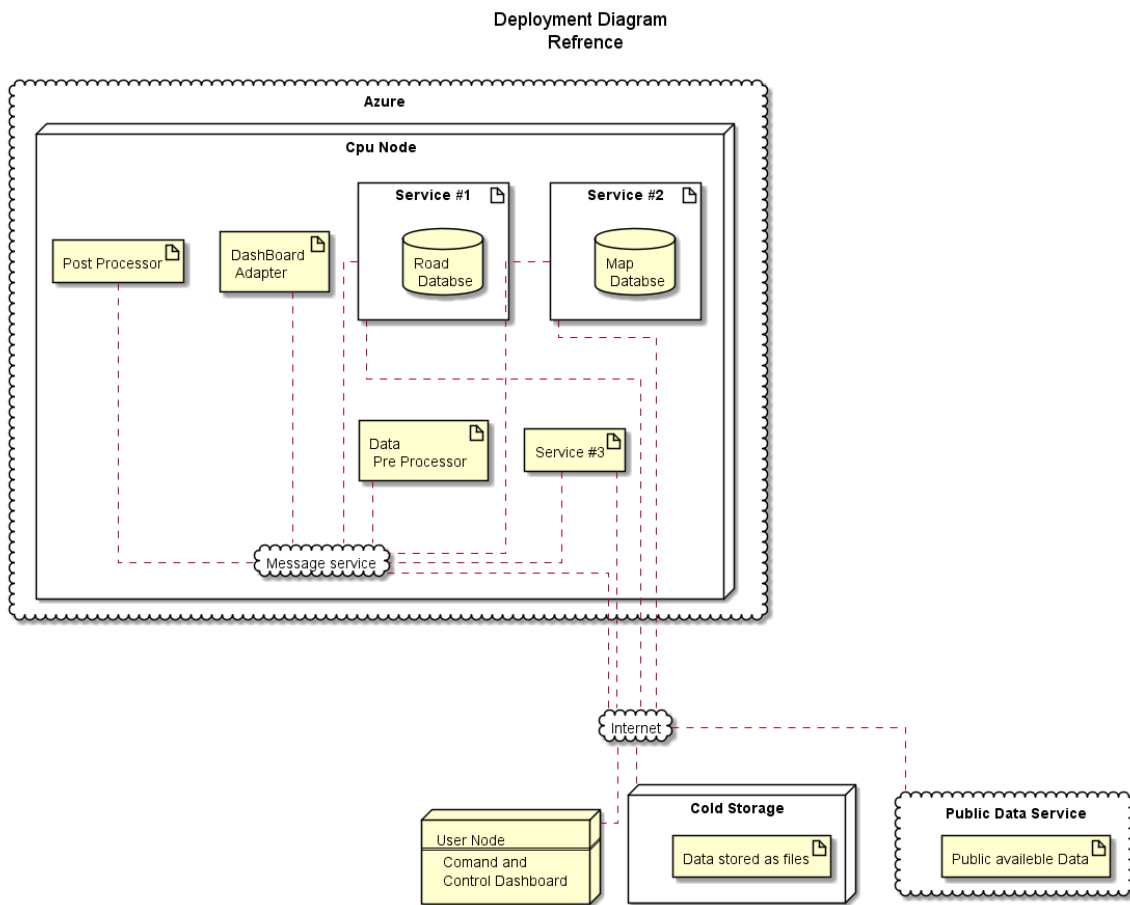 Deployment Diagram
Refrence
Azure
Cpu Node
Service #1
Service #2
Post Processor
DashBoard
Adapter
Road
Databse
Map
Databse
Data
Pre Processor
Service #3
Message service
Internet
User Node
Comand and
Control Dashboard
Cold Storage
Data stored as files
Public Data Service
Public availeble Data